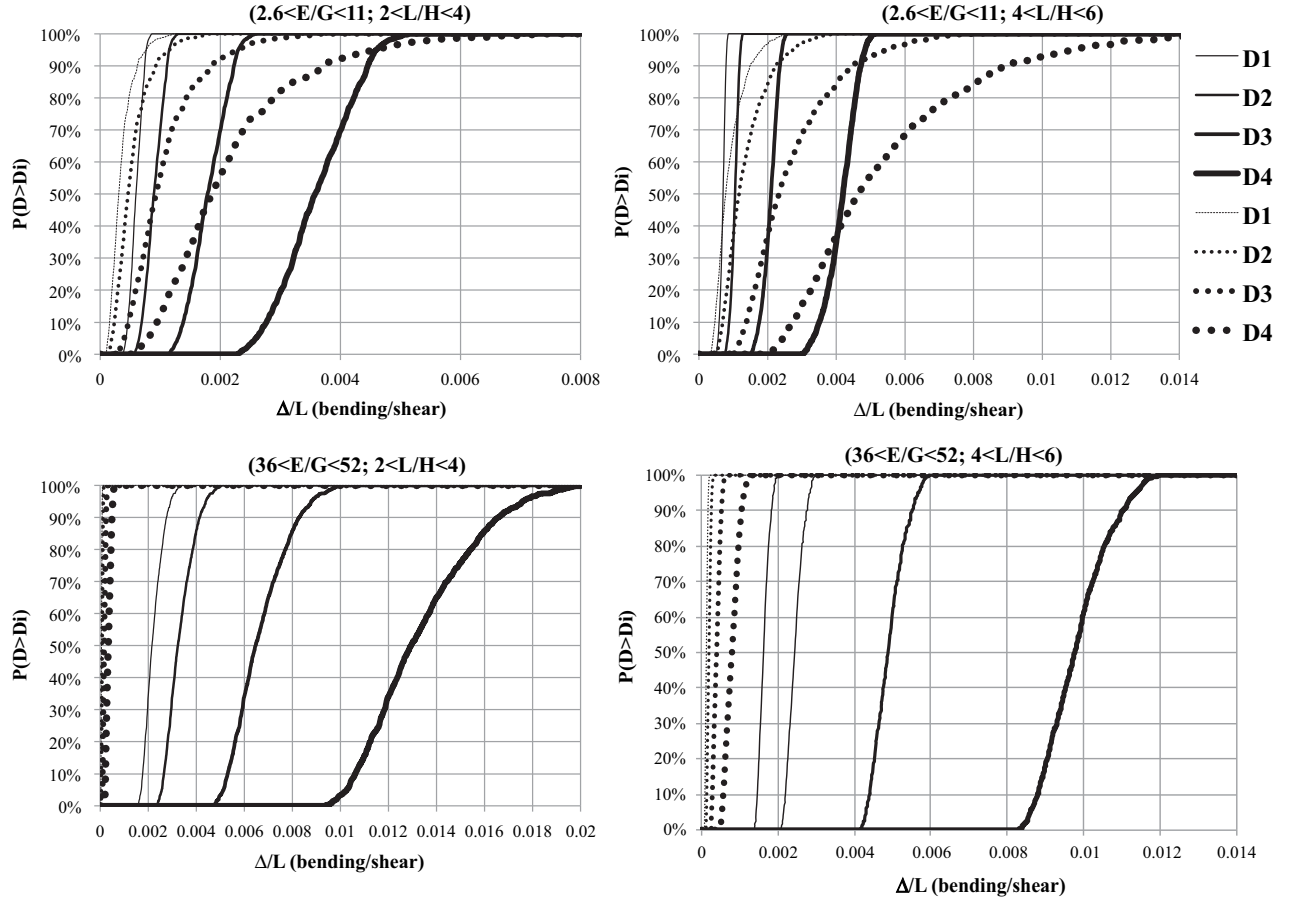 (2.6<E/G<11; 2<L/H<4)
100%
90%
80%
70%
60%
50%
40%
30%
20%
10%
0%
P(D>Di)
0 0.002 0.004 0.006 0.008
Δ/L (bending/shear)
(2.6<E/G<11; 4<L/H<6)
100%
90%
80%
70%
60%
50%
40%
30%
20%
10%
0%
P(D>Di)
0 0.002 0.004 0.006 0.008 0.01 0.012 0.014
Δ/L (bending/shear)
D1
D2
D3
D4
D1
D2
D3
D4
(36<E/G<52; 2<L/H<4)
100%
90%
80%
70%
60%
50%
40%
30%
20%
10%
0%
P(D>Di)
0 0.002 0.004 0.006 0.008 0.01 0.012 0.014 0.016 0.018 0.02
Δ/L (bending/shear)
(36<E/G<52; 4<L/H<6)
100%
90%
80%
70%
60%
50%
40%
30%
20%
10%
0%
P(D>Di)
0 0.002 0.004 0.006 0.008 0.01 0.012 0.014
Δ/L (bending/shear)